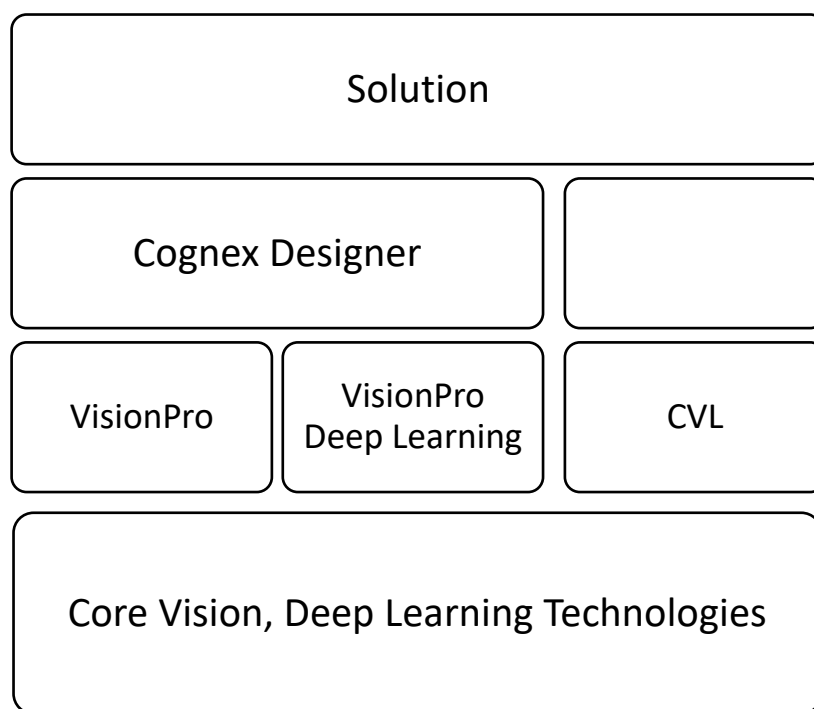 Solution
Cognex Designer
VisionPro
VisionPro
Deep Learning
CVL
Core Vision, Deep Learning Technologies